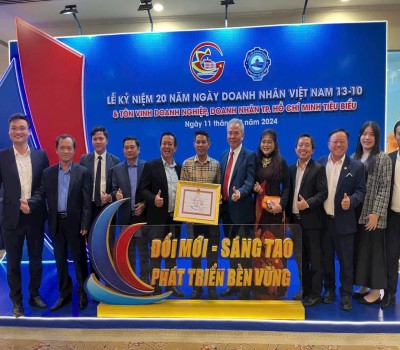 LỄ KỶ NIỆM 20 NĂM NGÀY DOANH NHÂN VIỆT NAM 13-10
& TÔN VINH DOANH NGHIỆP, DOANH NHÂN TP. HỒ CHÍ MINH TIÊU BIỂU
Ngày 11 tháng 2024
ĐỔI MỚI - SÁNG TẠO
PHÁT TRIỂN BỀN VỮNG